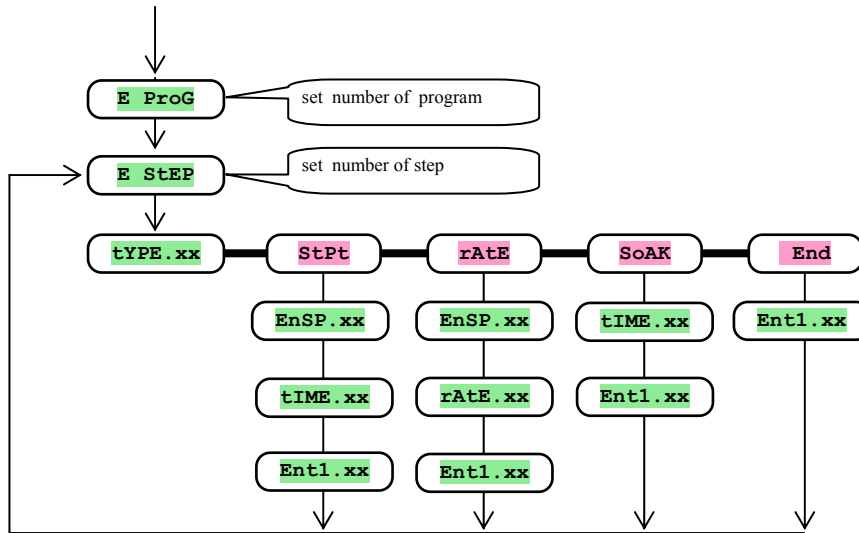 E ProG
set number of program
E StEP
set number of step
tYPE.xx StPt rAtE SoAK End
EnSP.xx EnSP.xx tIME.xx Ent1.xx
tIME.xx rAtE.xx Ent1.xx
Ent1.xx Ent1.xx